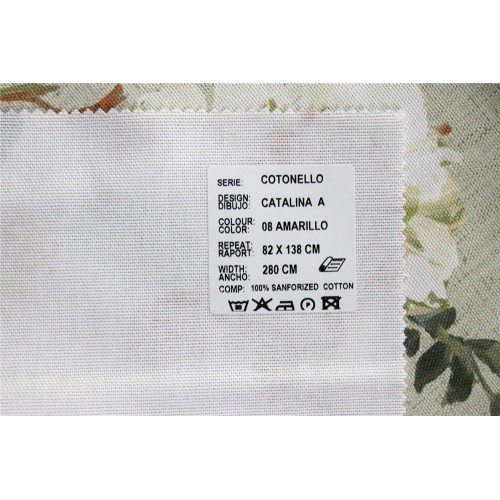 SERIE: COTONELLO
DESIGN:
DIBUJO: CATALINA A
COLOUR:
COLOR: 08 AMARILLO
REPEAT:
RAPORT: 82 X 138 CM
WIDTH:
ANCHO: 280 CM
COMP: 100% SANFORIZED COTTON